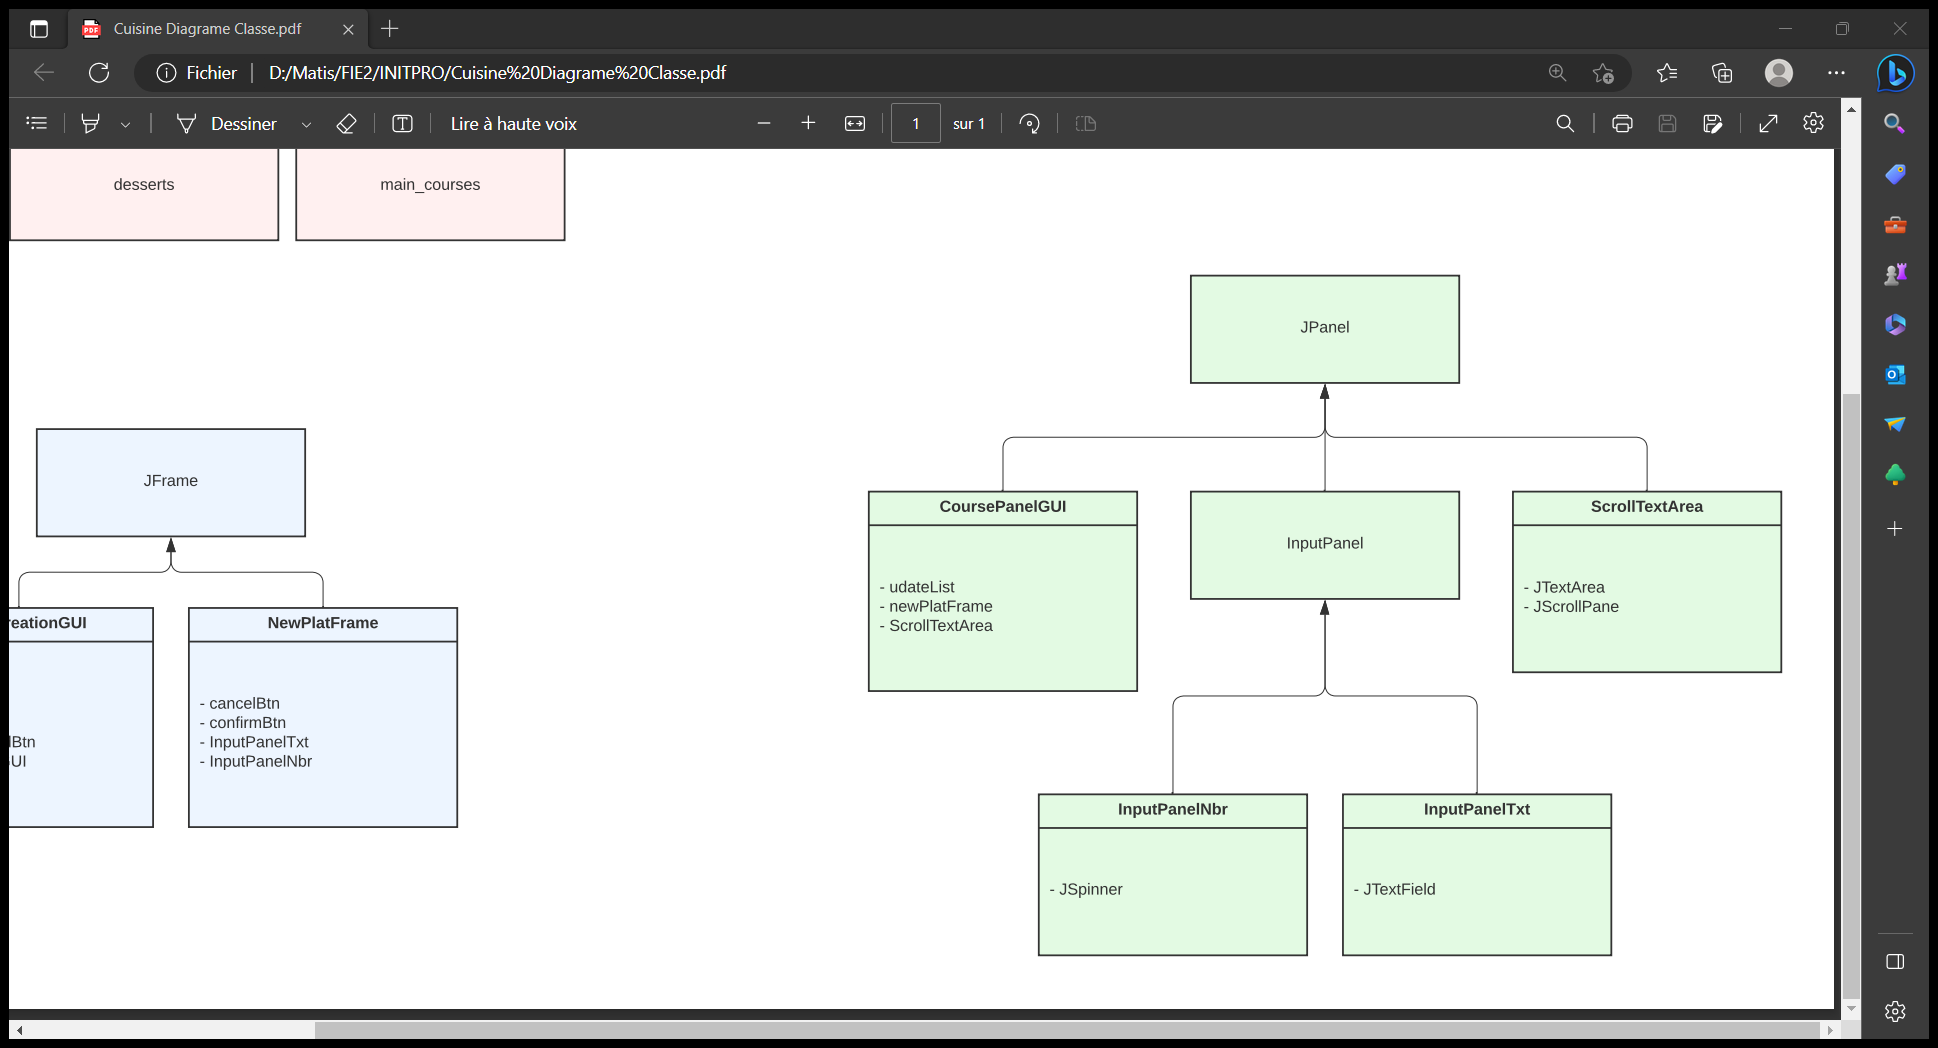 Cuisine Diagrame Classe.pdf
Fichier
D:/Matis/FIE2/INITPRO/Cuisine%20Diagrame%20Classe.pdf
Dessiner
Lire à haute voix
1
sur 1
desserts
main_courses
JPanel
JFrame
CoursePanelGUI
- udateList
- newPlatFrame
- ScrollTextArea
InputPanel
ScrollTextArea
- JTextArea
- JScrollPane
reationGUI
lBtn
UI
NewPlatFrame
- cancelBtn
- confirmBtn
- InputPanelTxt
- InputPanelNbr
InputPanelNbr
- JSpinner
InputPanelTxt
- JTextField